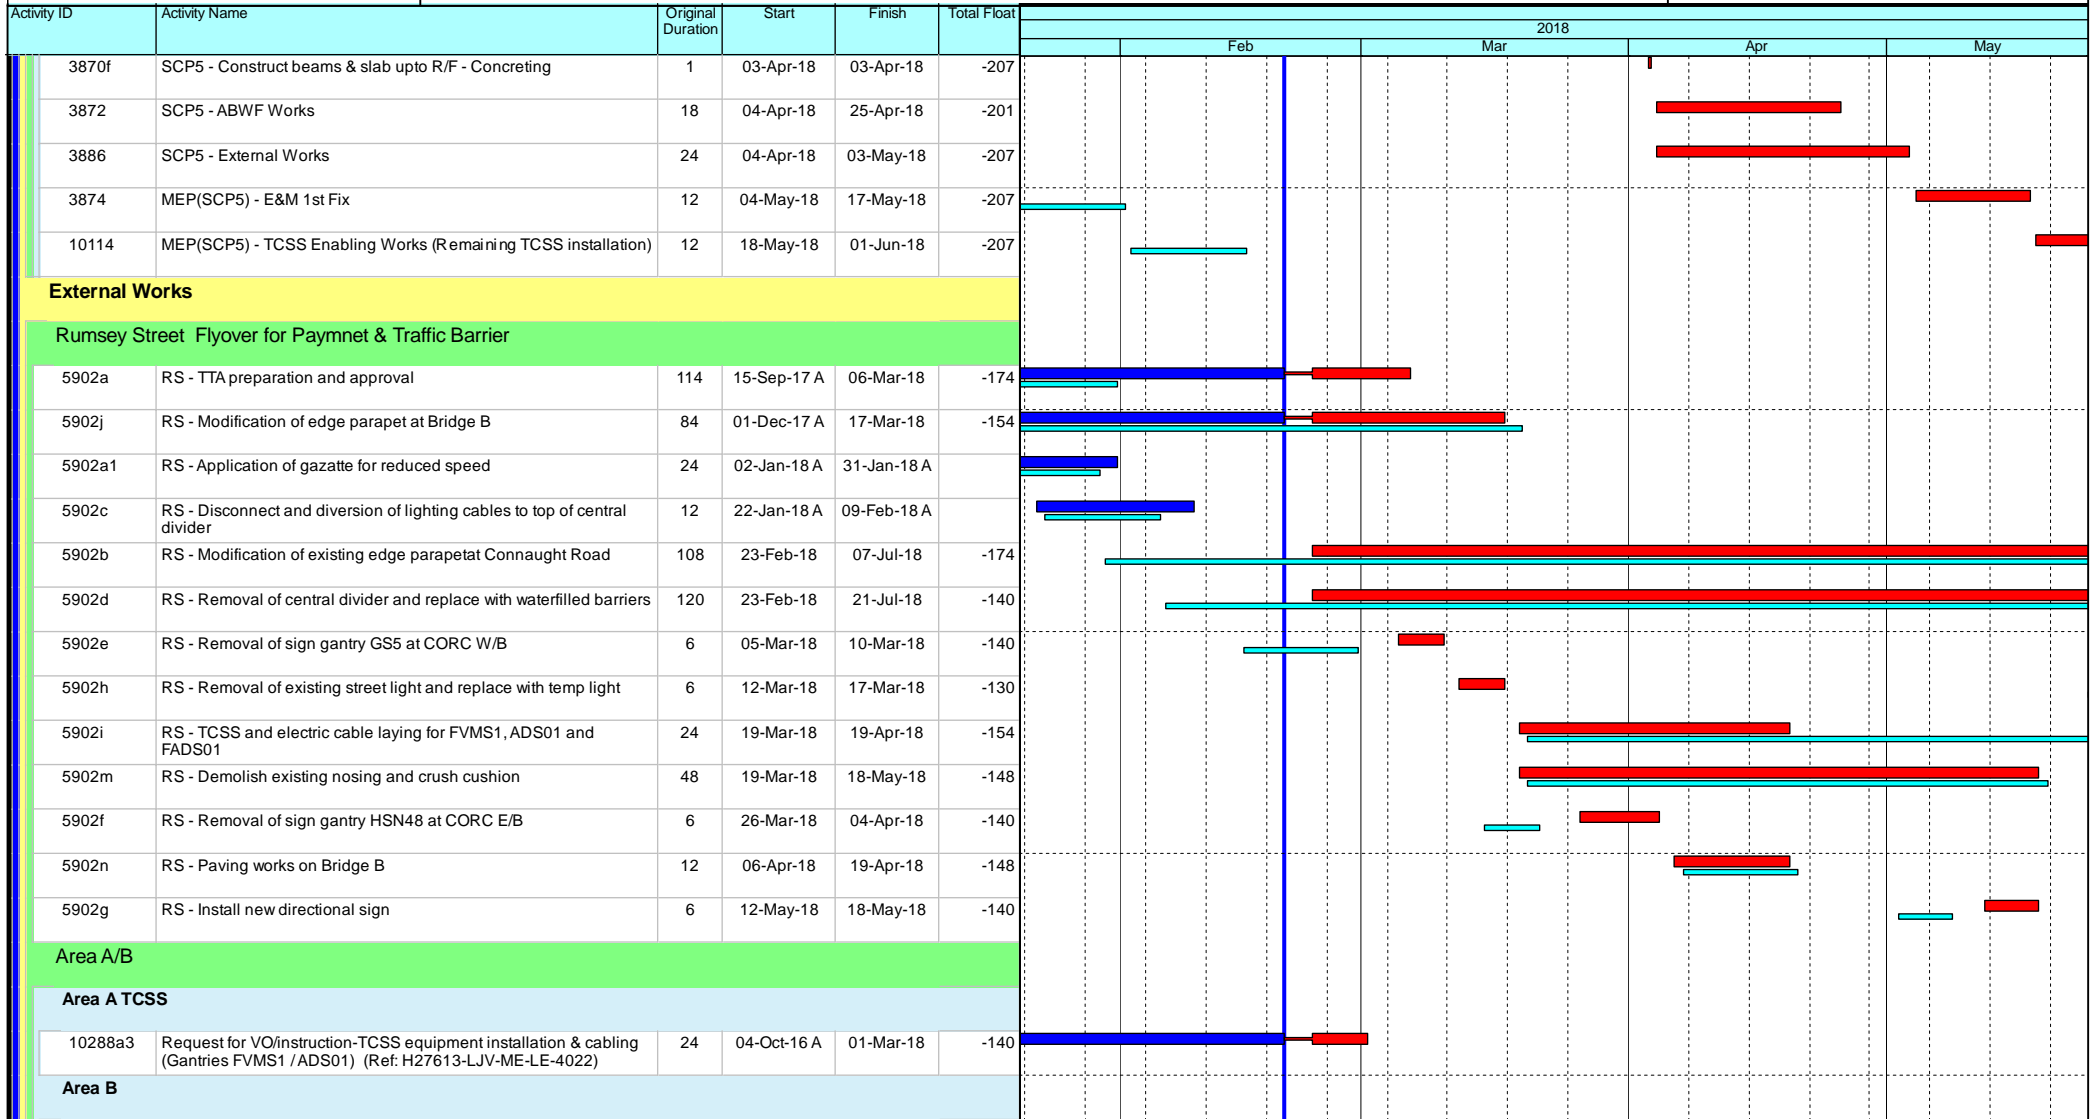 Activity ID Activity Name Original Duration Start Finish Total Float
2018
Feb Mar Apr May
3870f SCP5 - Construct beams & slab upto R/F - Concreting 1 03-Apr-18 03-Apr-18 -207
3872 SCP5 - ABWF Works 18 04-Apr-18 25-Apr-18 -201
3886 SCP5 - External Works 24 04-Apr-18 03-May-18 -207
3874 MEP(SCP5) - E&M 1st Fix 12 04-May-18 17-May-18 -207
10114 MEP(SCP5) - TCSS Enabling Works (Remaining TCSS installation) 12 18-May-18 01-Jun-18 -207
External Works
Rumsey Street Flyover for Paymnet & Traffic Barrier
5902a RS - TTA preparation and approval 114 15-Sep-17 A 06-Mar-18 -174
5902j RS - Modification of edge parapet at Bridge B 84 01-Dec-17 A 17-Mar-18 -154
5902a1 RS - Application of gazatte for reduced speed 24 02-Jan-18 A 31-Jan-18 A
5902c RS - Disconnect and diversion of lighting cables to top of central 12 22-Jan-18 A 09-Feb-18 A
divider
5902b RS - Modification of existing edge parapetat Connaught Road 108 23-Feb-18 07-Jul-18 -174
5902d RS - Removal of central divider and replace with waterfilled barriers 120 23-Feb-18 21-Jul-18 -140
5902e RS - Removal of sign gantry GS5 at CORC W/B 6 05-Mar-18 10-Mar-18 -140
5902h RS - Removal of existing street light and replace with temp light 6 12-Mar-18 17-Mar-18 -130
5902i RS - TCSS and electric cable laying for FVMS1, ADS01 and 24 19-Mar-18 19-Apr-18 -154
FADS01
5902m RS - Demolish existing nosing and crush cushion 48 19-Mar-18 18-May-18 -148
5902f RS - Removal of sign gantry HSN48 at CORC E/B 6 26-Mar-18 04-Apr-18 -140
5902n RS - Paving works on Bridge B 12 06-Apr-18 19-Apr-18 -148
5902g RS - Install new directional sign 6 12-May-18 18-May-18 -140
Area A/B
Area A TCSS
10288a3 Request for VO/instruction-TCSS equipment installation & cabling 24 04-Oct-16 A 01-Mar-18 -140
(Gantries FVMS1 / ADS01) (Ref: H27613-LJV-ME-LE-4022)
Area B